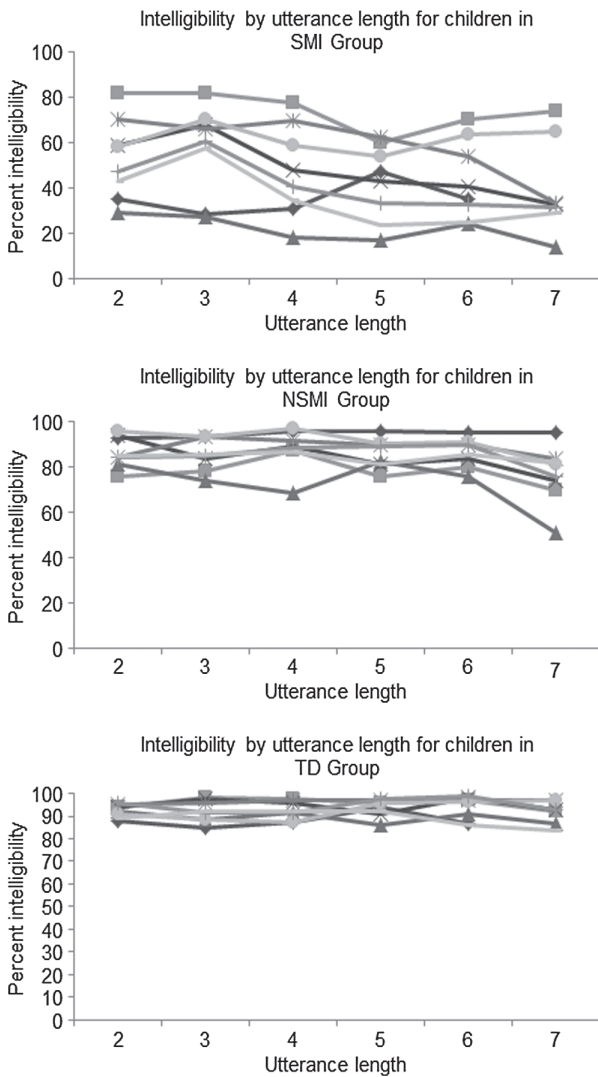 Intelligibility by utterance length for children in
SMI Group
Percent intelligibility
100
80
60
40
20
0
2 3 4 5 6 7
Utterance length
Intelligibility by utterance length for children in
NSMI Group
Percent intelligibility
100
80
60
40
20
0
2 3 4 5 6 7
Utterance length
Intelligibility by utterance length for children in
TD Group
Percent intelligibility
100
90
80
70
60
50
40
30
20
10
0
2 3 4 5 6 7
Utterance length